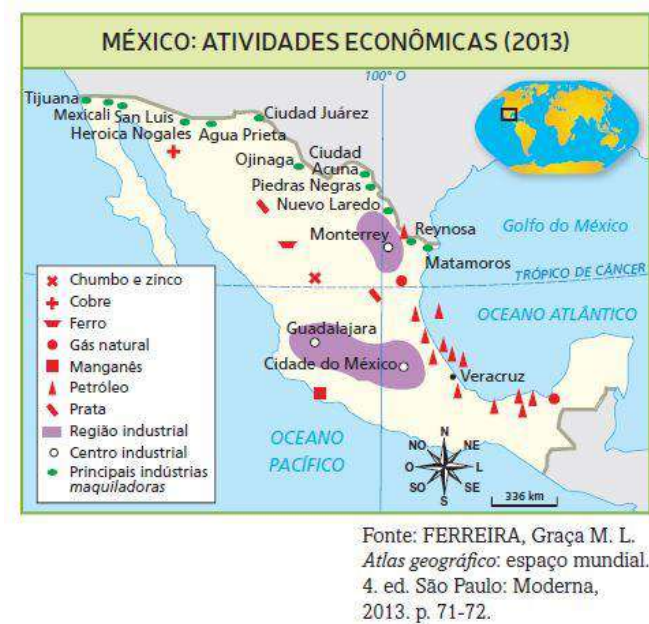 MÉXICO: ATIVIDADES ECONÔMICAS (2013)
100° O
Tijuana
Mexicali
San Luis
Heroica Nogales
Agua Prieta
Ciudad Juárez
Ojinaga
Ciudad
Acuna
Piedras Negras
Nuevo Laredo
Monterrey
Reynosa
Matamoros
Golfo do México
TRÓPICO DE CÂNCER
OCEANO ATLÂNTICO
Guadalajara
Cidade do México
Veracruz
OCEANO
PACÍFICO
Chumbo e zinco
Cobre
Ferro
Gás natural
Manganês
Petróleo
Prata
Região industrial
Centro industrial
Principais indústrias
maquiladoras
N
NO
NE
O
L
SO
SE
S
336 km
Fonte: FERREIRA, Graça M. L.
Atlas geográfico: espaço mundial.
4. ed. São Paulo: Moderna,
2013. p. 71-72.